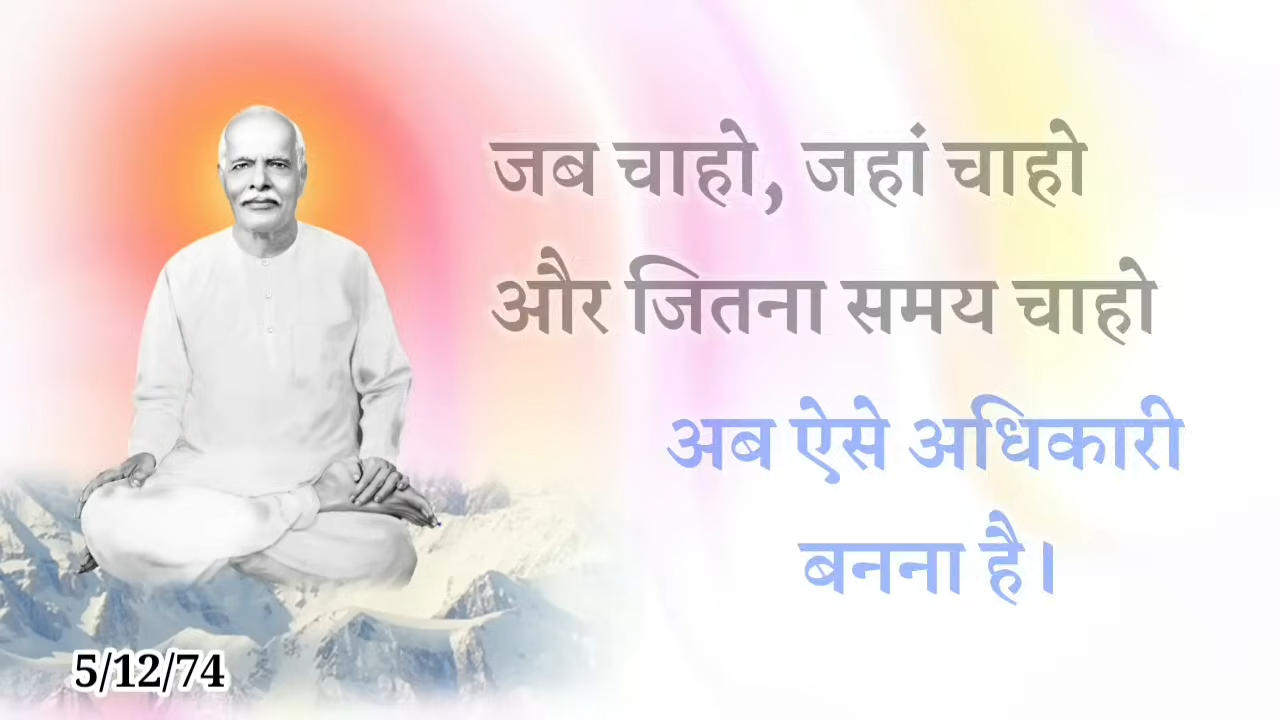 जब चाहो, जहां चाहो
और जितना समय चाहो
अब ऐसे अधिकारी
बनना है।
5/12/74